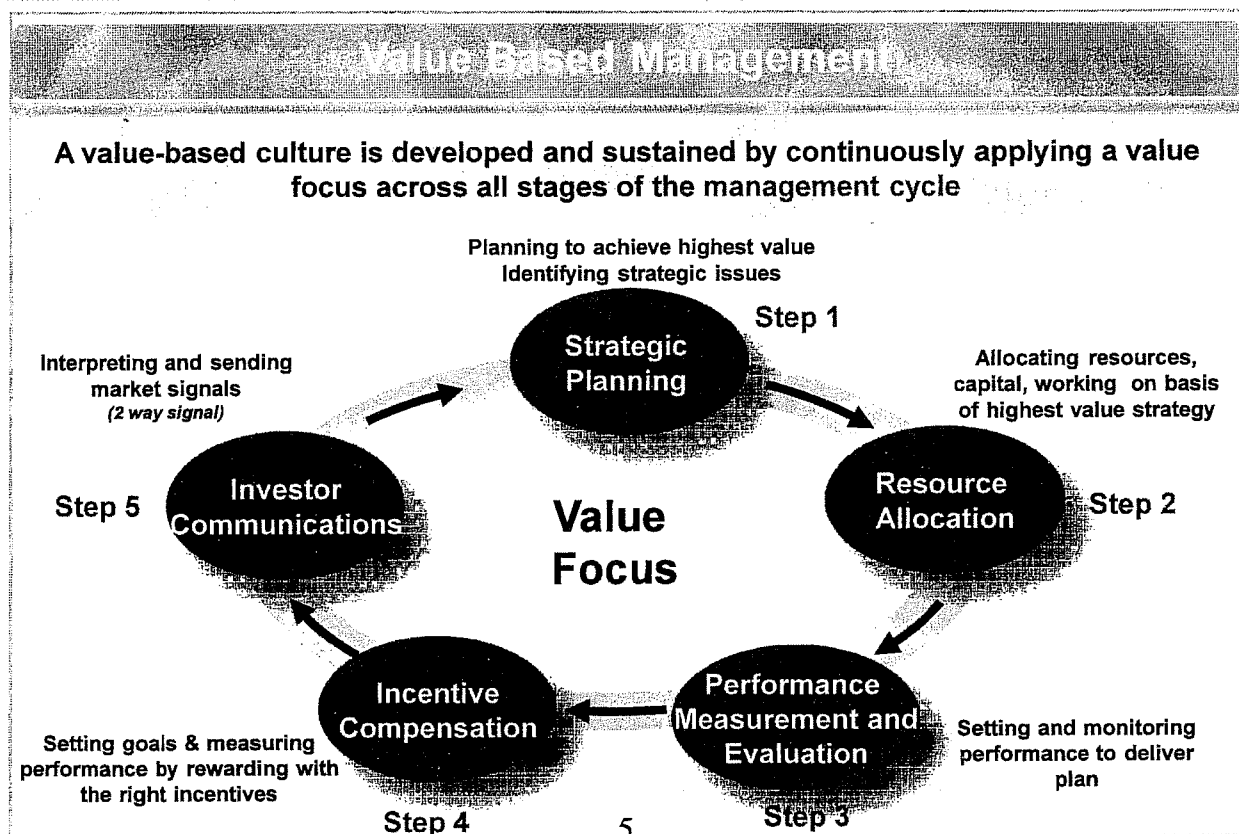 Value Based Management
A value-based culture is developed and sustained by continuously applying a value
focus across all stages of the management cycle
Planning to achieve highest value
Identifying strategic issues
Step 1
Strategic
Planning
Allocating resources,
capital, working on basis
of highest value strategy
Resource
Allocation
Step 2
Performance
Measurement and
Evaluation
Setting and monitoring
performance to deliver
plan
Step 3
Incentive
Compensation
Setting goals & measuring
performance by rewarding with
the right incentives
Step 4
Interpreting and sending
market signals
(2 way signal)
Investor
Communications
Step 5
Value
Focus
5